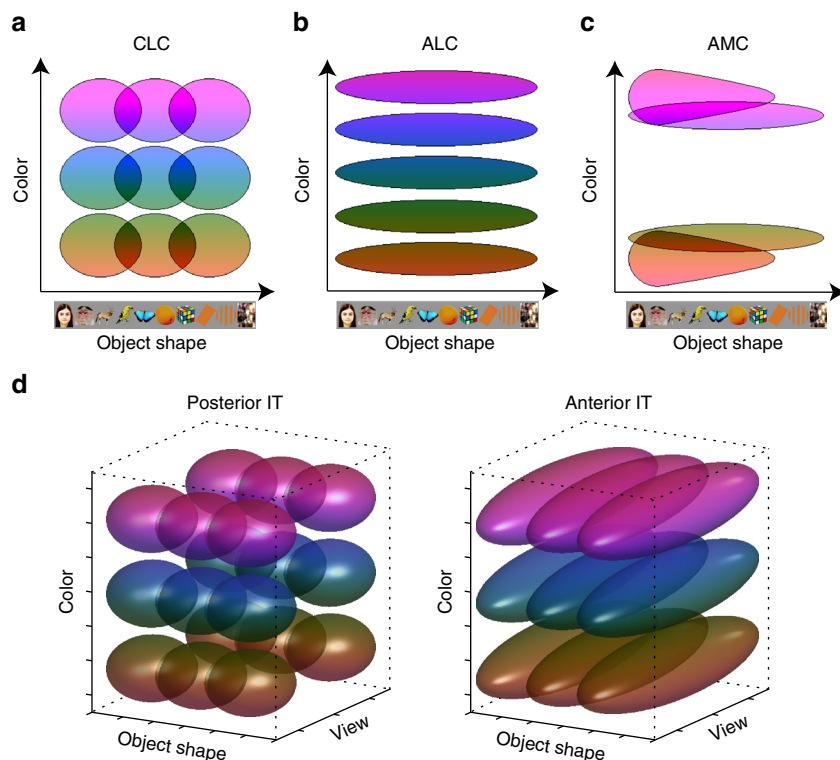 a
CLC
Color
Object shape
b
ALC
Color
Object shape
c
AMC
Color
Object shape
d
Posterior IT
Color
Object shape
View
Anterior IT
Color
Object shape
View